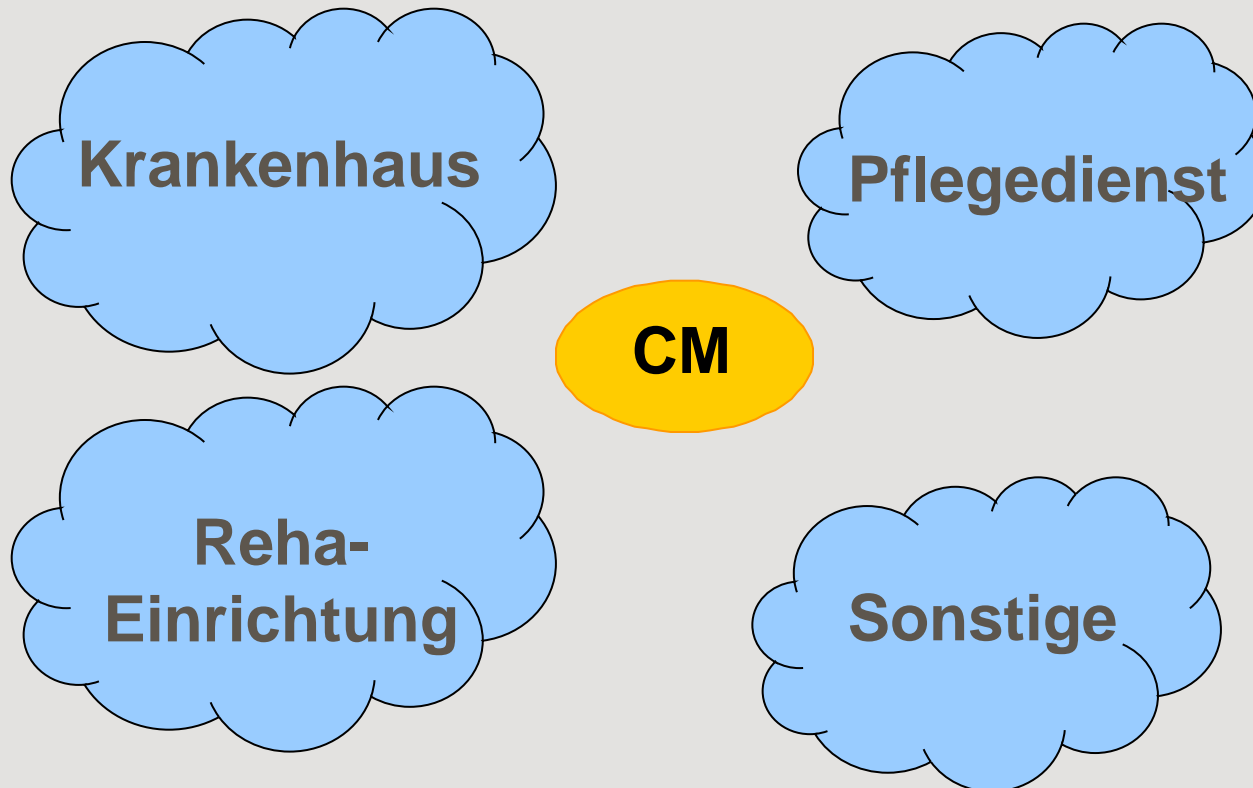 Krankenhaus
Pflegedienst
CM
Reha-
Einrichtung
Sonstige